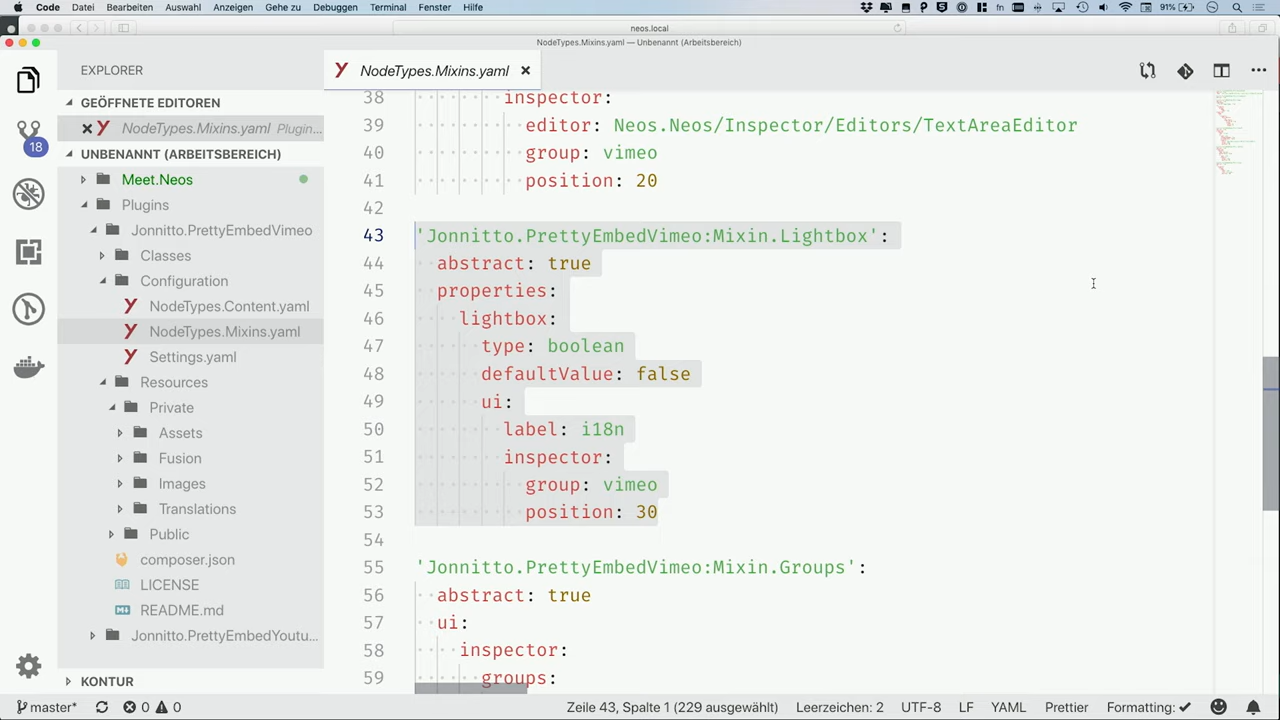 Code Datei Bearbeiten Auswahl Anzeigen Gehe zu Debuggen Terminal Fenster Hilfe fn 91%
neos.local
NodeTypes.Mixins.yaml — Unbenannt (Arbeitsbereich)
EXPLORER
NodeTypes.Mixins.yaml
GEÖFFNETE EDITOREN
NodeTypes.Mixins.yaml Plugin...
UNBENANNT (ARBEITSBEREICH)
18
Meet.Neos
Plugins
Jonnitto.PrettyEmbedVimeo
Classes
Configuration
NodeTypes.Content.yaml
NodeTypes.Mixins.yaml
Settings.yaml
Resources
Private
Assets
Fusion
Images
Translations
Public
composer.json
LICENSE
README.md
Jonnitto.PrettyEmbedYoutu...
KONTUR
38 inspector:
39 editor: Neos.Neos/Inspector/Editors/TextAreaEditor
40 group: vimeo
41 position: 20
42
43 'Jonnitto.PrettyEmbedVimeo:Mixin.Lightbox':
44 abstract: true
45 properties:
46 lightbox:
47 type: boolean
48 defaultValue: false
49 ui:
50 label: i18n
51 inspector:
52 group: vimeo
53 position: 30
54
55 'Jonnitto.PrettyEmbedVimeo:Mixin.Groups':
56 abstract: true
57 ui:
58 inspector:
59 groups:
master* 0 0 Zeile 43, Spalte 1 (229 ausgewählt) Leerzeichen: 2 UTF-8 LF YAML Prettier Formatting: ✔